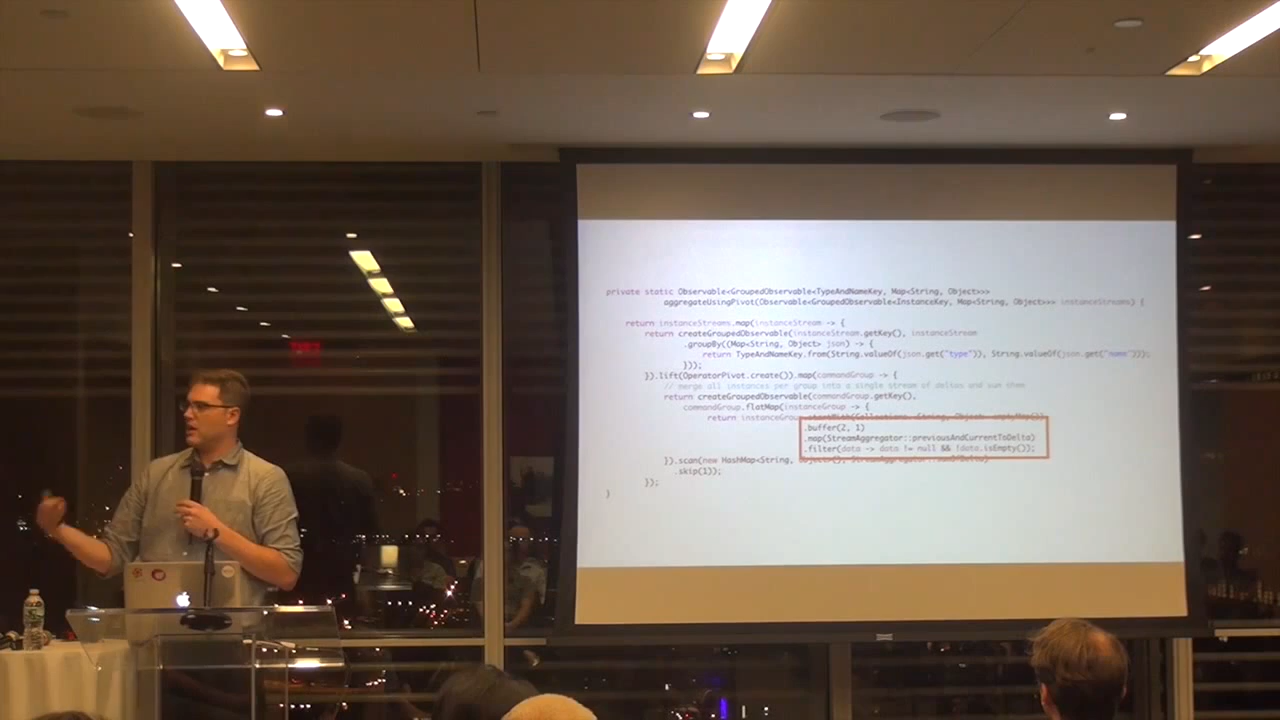 private static Observable<GroupedObservable<TypeAndNameKey, Map<String, Object>>>
aggregateUsingPivot(Observable<GroupedObservable<InstanceKey, Map<String, Object>>> instanceStreams) {
return instanceStreams.map(instanceStream -> {
return createGroupedObservable(instanceStream.getKey(), instanceStream
.groupBy((Map<String, Object> json) -> {
return TypeAndNameKey.from(String.valueOf(json.get("type")), String.valueOf(json.get("name")));
}));
}).lift(OperatorPivot.create()).map(commandGroup -> {
// merge all instances per group into a single stream of deltas and sum them
return createGroupedObservable(commandGroup.getKey(),
commandGroup.flatMap(instanceGroup -> {
return instanceGroup
.buffer(2, 1)
.map(StreamAggregator::previousAndCurrentToDelta)
.filter(data -> data != null && !data.isEmpty());
}).scan(new HashMap<String,
.skip(1));
});
}